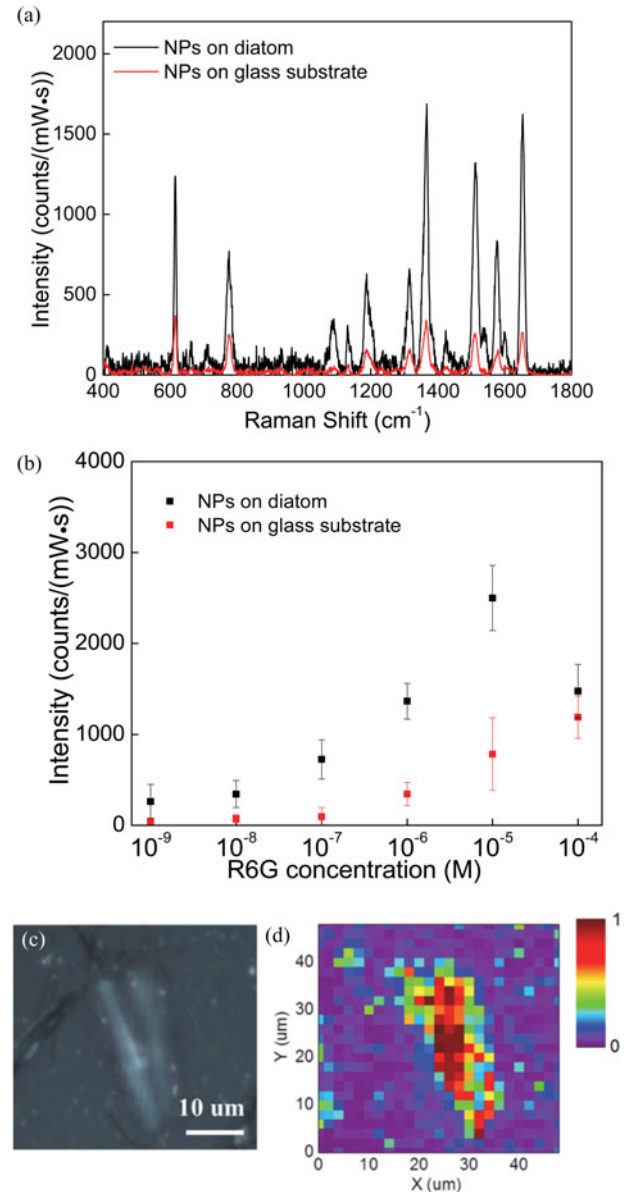 (a)
2000
1500
1000
500
0
Intensity (counts/(mW•s))
NPs on diatom
NPs on glass substrate
400 600 800 1000 1200 1400 1600 1800
Raman Shift (cm⁻¹)
(b)
4000
3000
2000
1000
0
Intensity (counts/(mW•s))
NPs on diatom
NPs on glass substrate
10⁻⁹ 10⁻⁸ 10⁻⁷ 10⁻⁶ 10⁻⁵ 10⁻⁴
R6G concentration (M)
(c)
10 um
(d)
40
30
20
10
0
Y (um)
0 10 20 30 40
X (um)
1
0